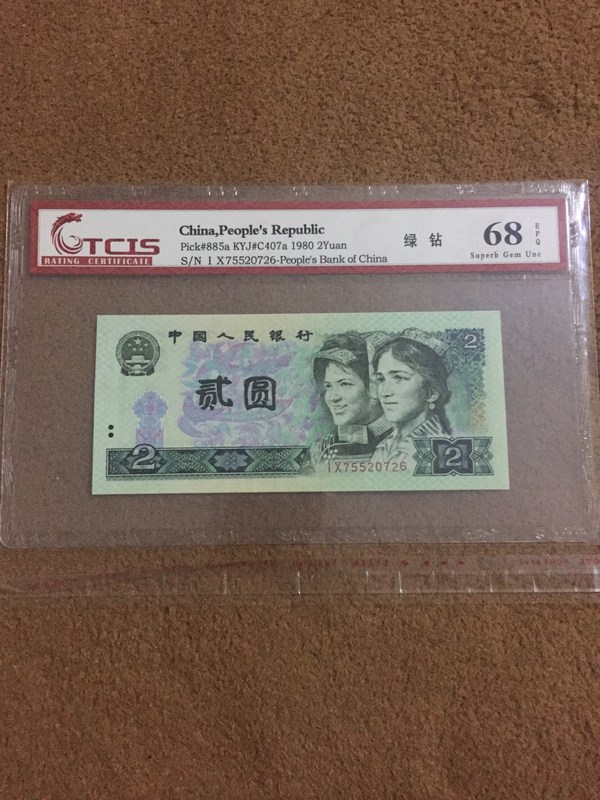 TCIS
RATING CERTIFICATE
China,People's Republic
Pick#885a KYJ#C407a 1980 2Yuan
S/N I X75520726-People's Bank of China
绿 钻
68 EPQ
Superb Gem Unc
中国人民银行
2
贰圆
2
2
IX75520726